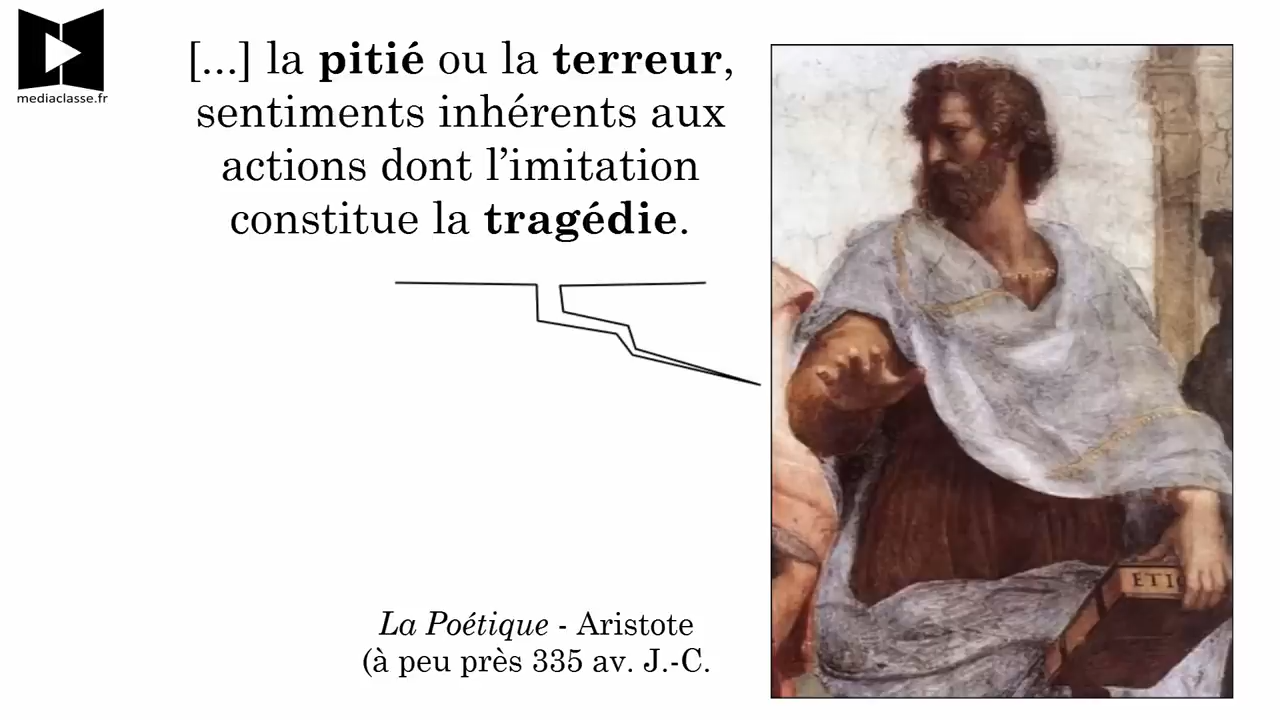 mediaclasse.fr
[...] la pitié ou la terreur,
sentiments inhérents aux
actions dont l’imitation
constitue la tragédie.
ETI
La Poétique - Aristote
(à peu près 335 av. J.-C.